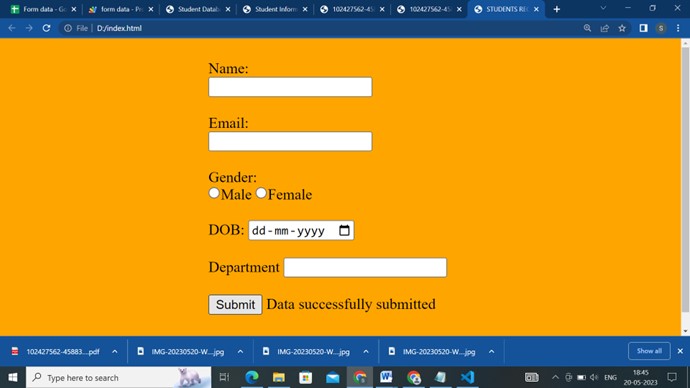 Form data - G
form data - Pr
Student Datab
Student Inform
102427562-45
102427562-45
STUDENTS RE
File | D:/index.html
S
Name:
Email:
Gender:
Male Female
DOB: dd-mm-yyyy
Department
Submit Data successfully submitted
102427562-45883....pdf
IMG-20230520-W....jpg
IMG-20230520-W....jpg
IMG-20230520-W....jpg
Show all
Type here to search
ENG
18:45
20-05-2023